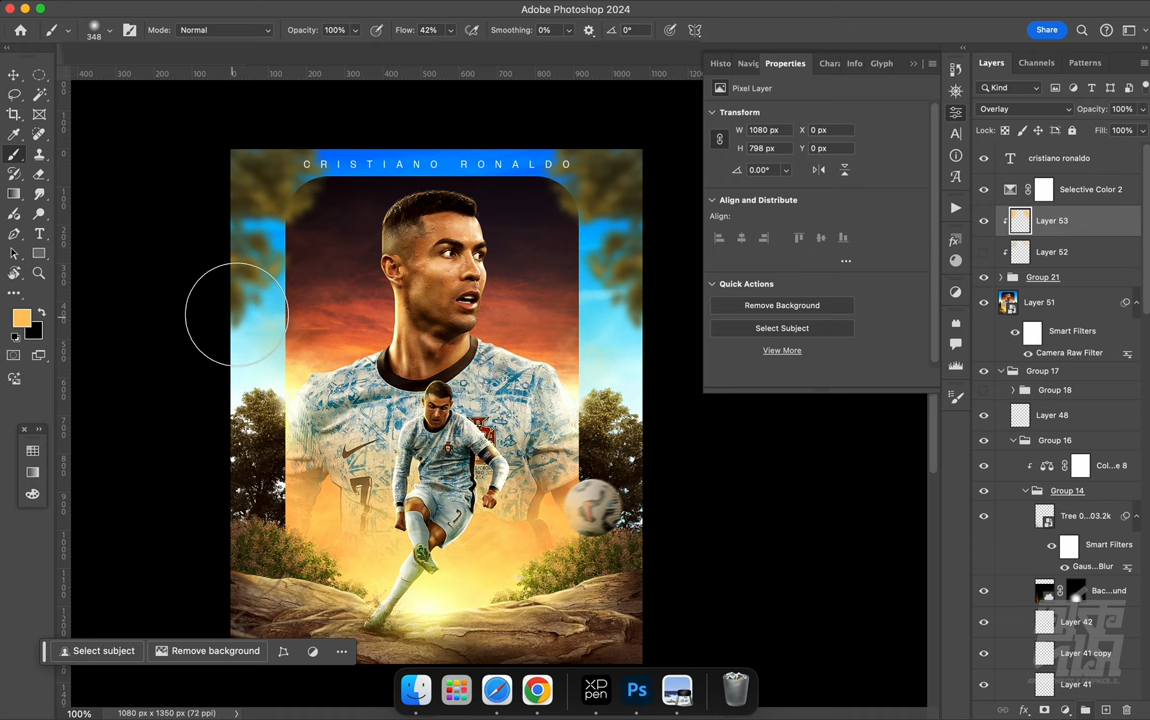 Adobe Photoshop 2024
348
Mode: Normal
Opacity: 100%
Flow: 42%
Smoothing: 0%
0°
Share
400 300 200 100 0 100 200 300 400 500 600 700 800 900 1000 1100 1200
Histo Navig Properties Chara Info Glyph
Pixel Layer
Transform
W 1080 px X 0 px
H 798 px Y 0 px
0.00°
Align and Distribute
Align:
Quick Actions
Remove Background
Select Subject
View More
Layers Channels Patterns
Kind
Overlay Opacity: 100%
Lock: Fill: 100%
cristiano ronaldo
Selective Color 2
Layer 53
Layer 52
Group 21
Layer 51
Smart Filters
Camera Raw Filter
Group 17
Group 18
Layer 48
Group 16
Col...e 8
Group 14
Tree 0...03.2k
Smart Filters
Gaus...Blur
Bac...und
Layer 42
Layer 41 copy
Layer 41
CRISTIANO RONALDO
7
Select subject Remove background
XP PEN
Ps
100% 1080 px x 1350 px (72 ppi)